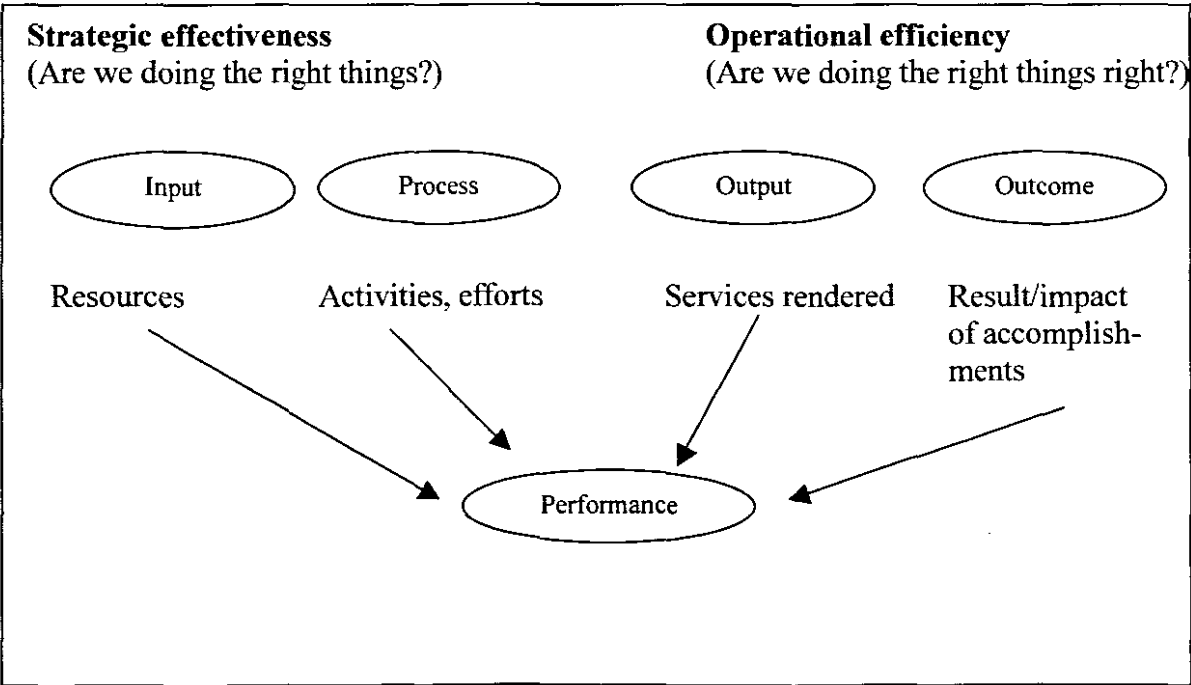 Strategic effectiveness
(Are we doing the right things?)
Operational efficiency
(Are we doing the right things right?)
Input
Process
Output
Outcome
Resources
Activities, efforts
Services rendered
Result/impact
of accomplish-
ments
Performance